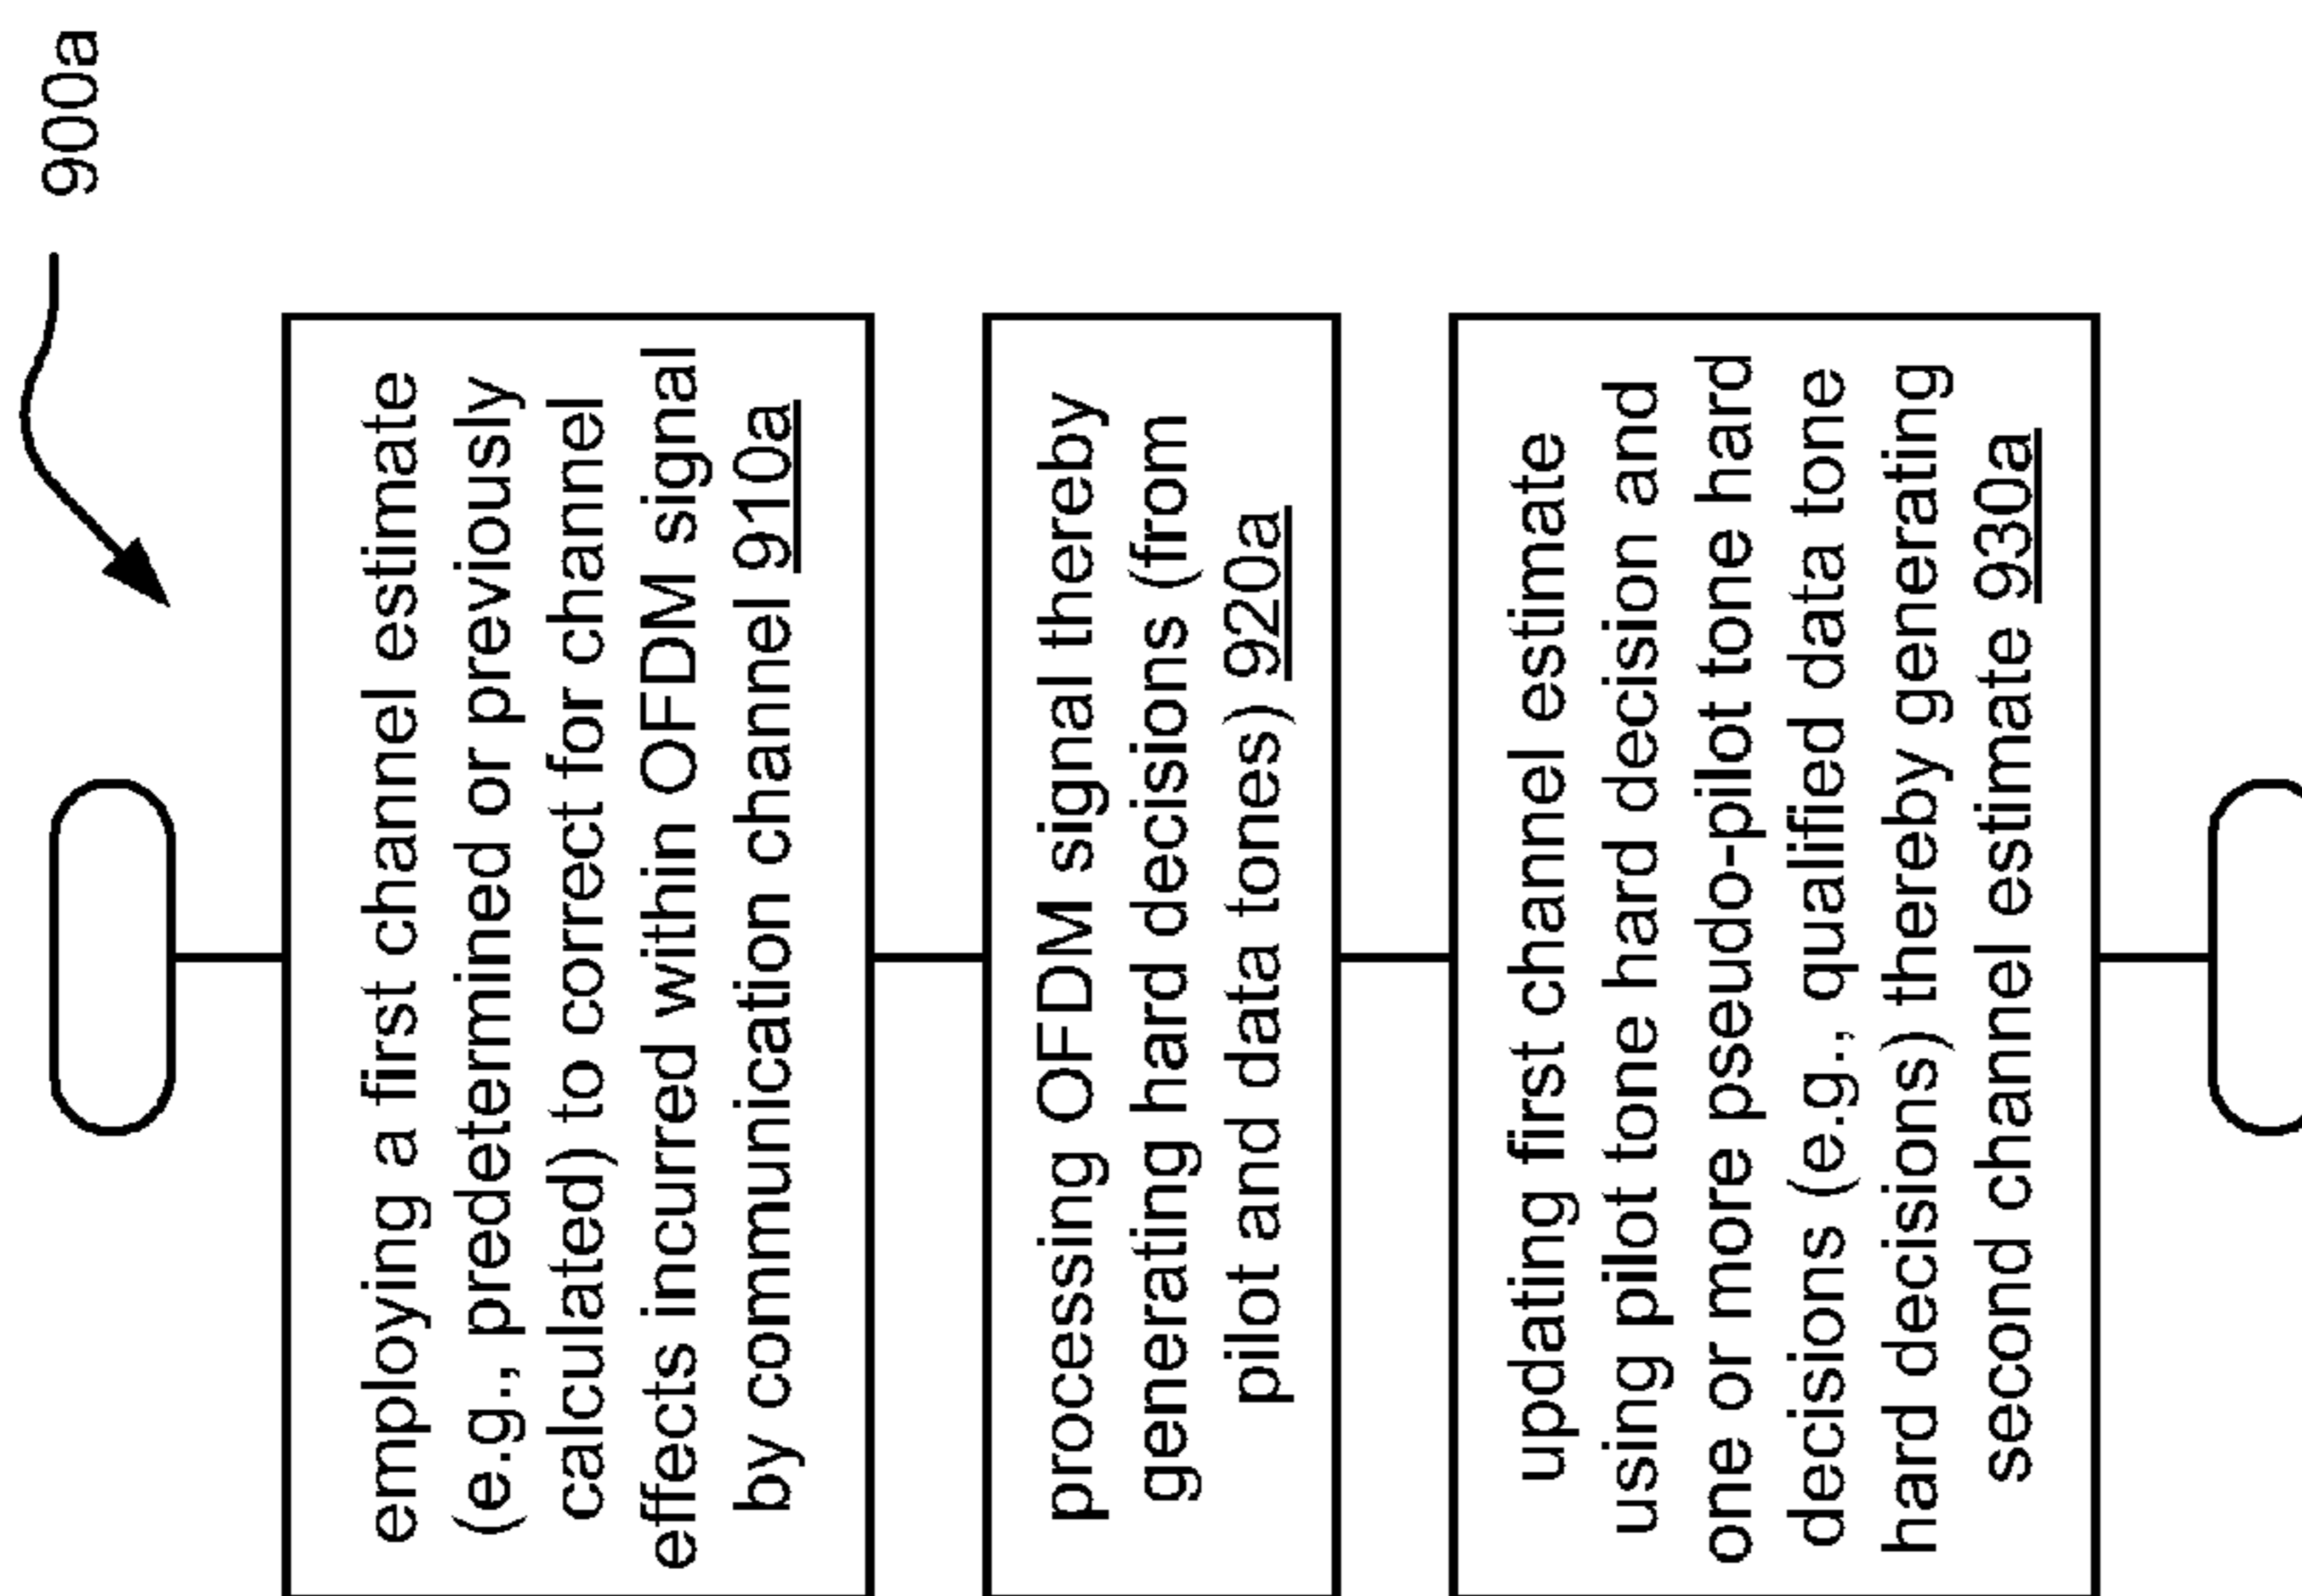 900a
employing a first channel estimate
(e.g., predetermined or previously
calculated) to correct for channel
effects incurred within OFDM signal
by communication channel 910a
processing OFDM signal thereby
generating hard decisions (from
pilot and data tones) 920a
updating first channel estimate
using pilot tone hard decision and
one or more pseudo-pilot tone hard
decisions (e.g., qualified data tone
hard decisions) thereby generating
second channel estimate 930a